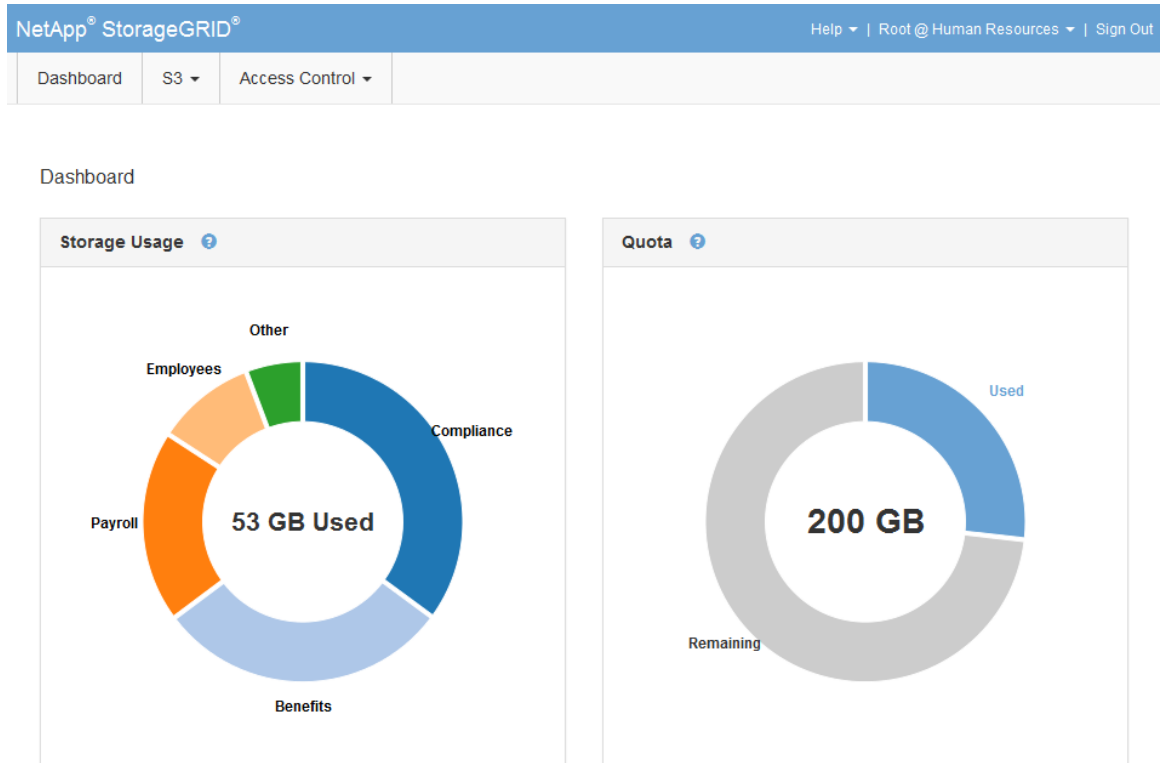 NetApp® StorageGRID®
Help | Root @ Human Resources | Sign Out
Dashboard S3 Access Control
Dashboard
Storage Usage ?
Other
Employees
Compliance
Payroll
53 GB Used
Benefits
Quota ?
Used
200 GB
Remaining